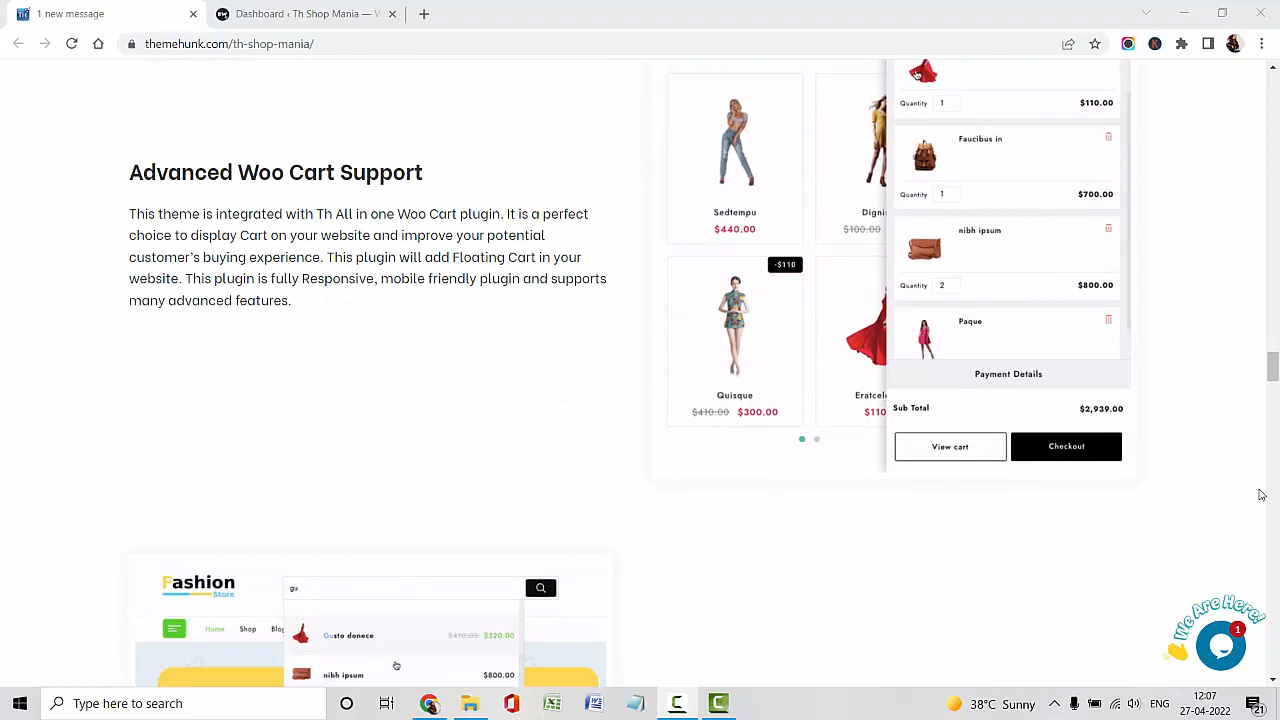 1 message
Dashboard ‹ Th Shop Mania — V
themehunk.com/th-shop-mania/
Advanced Woo Cart Support
This theme is integrated with Th All in one Woo Cart plugin. It is a perfect
choice to display Cart on your website and improve your potential
customer's buying experience. This plugin will add Floating Cart in your
website. This plugin is fully Responsive, mobile friendly plugin and supports
many advanced features.
Sedtempu
$440.00
Dignis
$100.00
-$110
Quisque
$410.00 $300.00
Eratcele
$110
Quantity 1 $110.00
Faucibus in
Quantity 1 $700.00
nibh ipsum
Quantity 2 $800.00
Paque
Payment Details
Sub Total $2,939.00
View cart Checkout
Fashion
Store
gu
Home Shop Blog
Gusto donece $410.00 $320.00
nibh ipsum $800.00
We Are Here!
1
Type here to search
38°C Sunny
ENG
12:07
27-04-2022
21